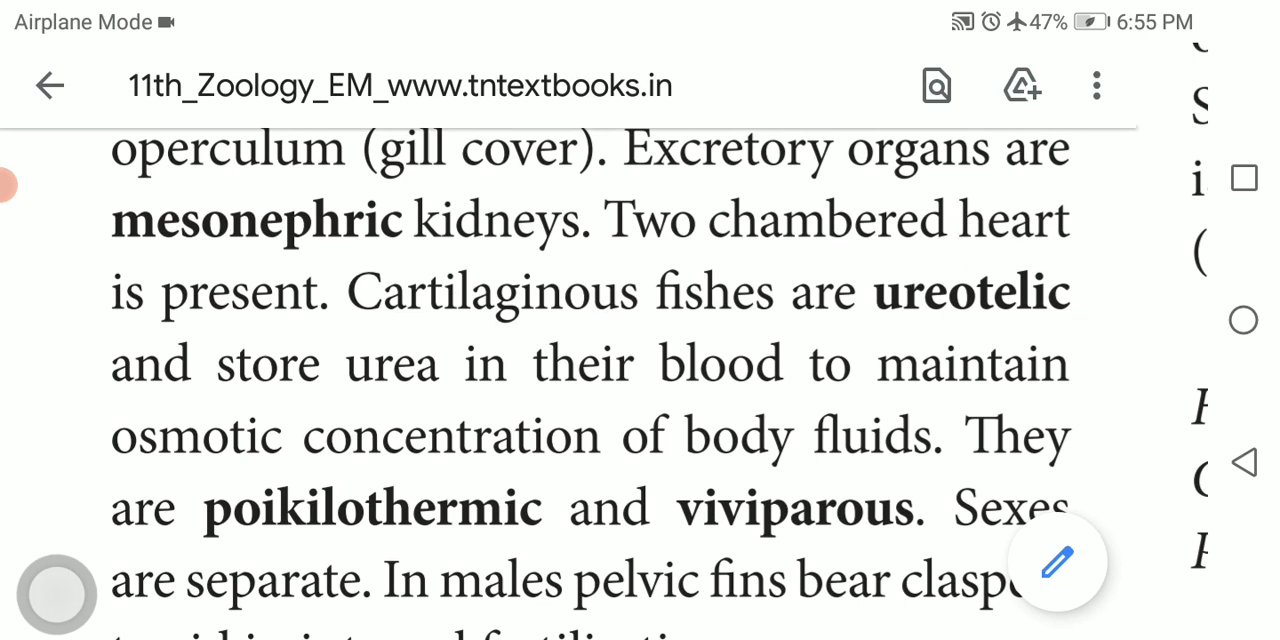 Airplane Mode
47% 6:55 PM
11th_Zoology_EM_www.tntextbooks.in
operculum (gill cover). Excretory organs are
mesonephric kidneys. Two chambered heart
is present. Cartilaginous fishes are ureotelic
and store urea in their blood to maintain
osmotic concentration of body fluids. They
are poikilothermic and viviparous. Sexes
are separate. In males pelvic fins bear